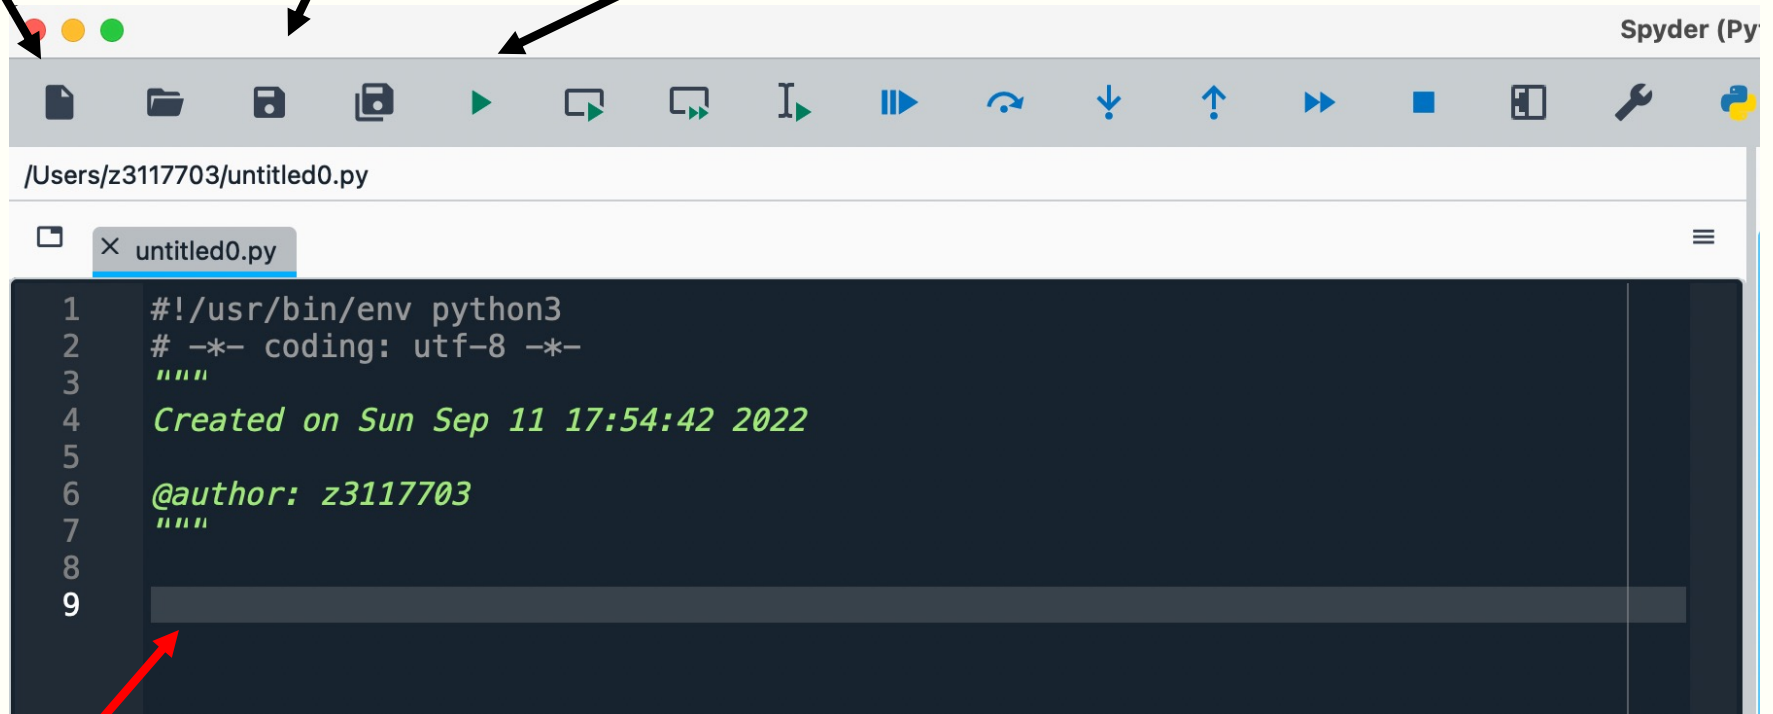 Spyder (Py
/Users/z3117703/untitled0.py
untitled0.py
1 #!/usr/bin/env python3
2 # -*- coding: utf-8 -*-
3 """
4 Created on Sun Sep 11 17:54:42 2022
5
6 @author: z3117703
7 """
8
9